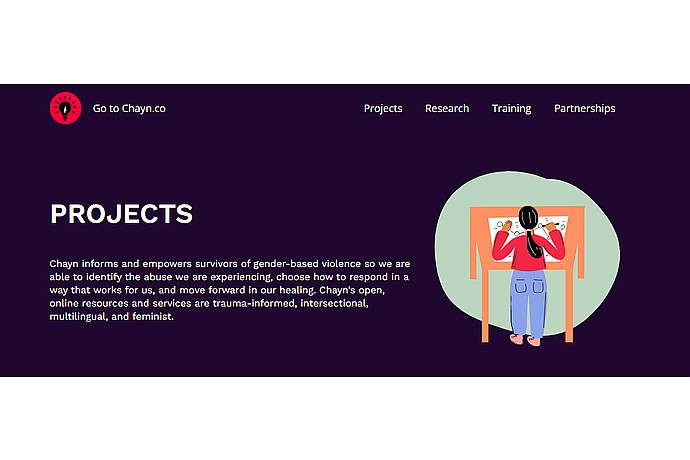 Go to Chayn.co
Projects Research Training Partnerships
PROJECTS
Chayn informs and empowers survivors of gender-based violence so we are
able to identify the abuse we are experiencing, choose how to respond in a
way that works for us, and move forward in our healing. Chayn's open,
online resources and services are trauma-informed, intersectional,
multilingual, and feminist.